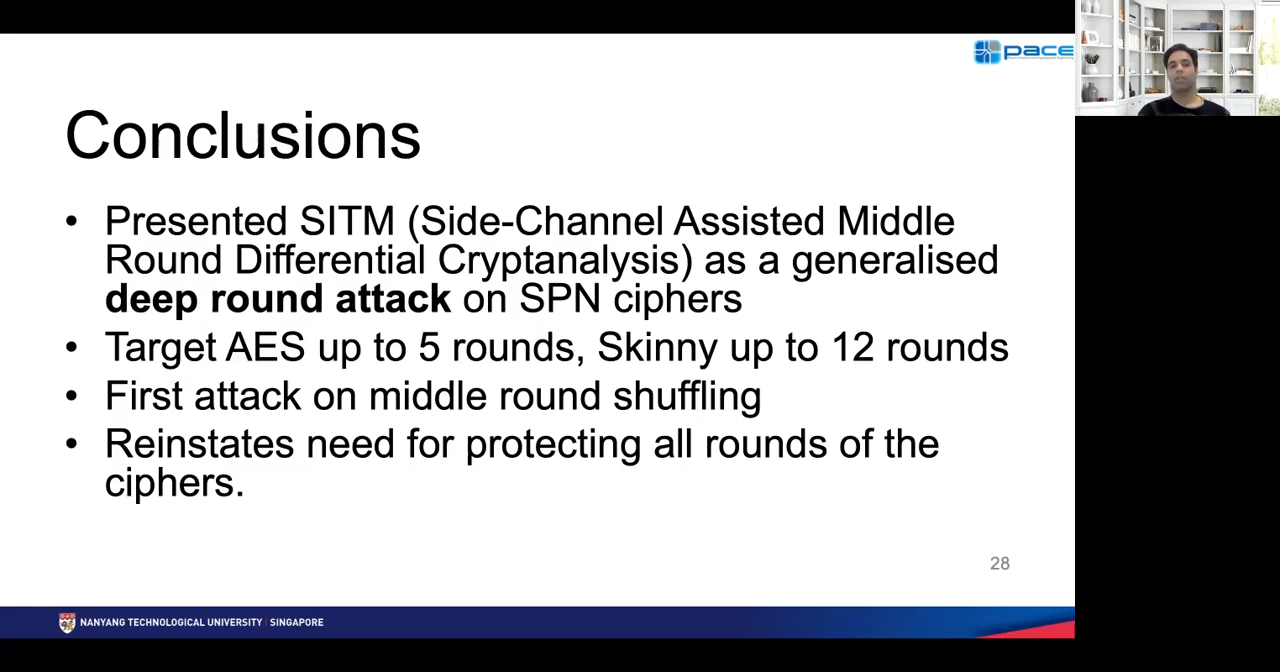 pace
Conclusions
• Presented SITM (Side-Channel Assisted Middle
Round Differential Cryptanalysis) as a generalised
deep round attack on SPN ciphers
• Target AES up to 5 rounds, Skinny up to 12 rounds
• First attack on middle round shuffling
• Reinstates need for protecting all rounds of the
ciphers.
28
NANYANG TECHNOLOGICAL UNIVERSITY | SINGAPORE